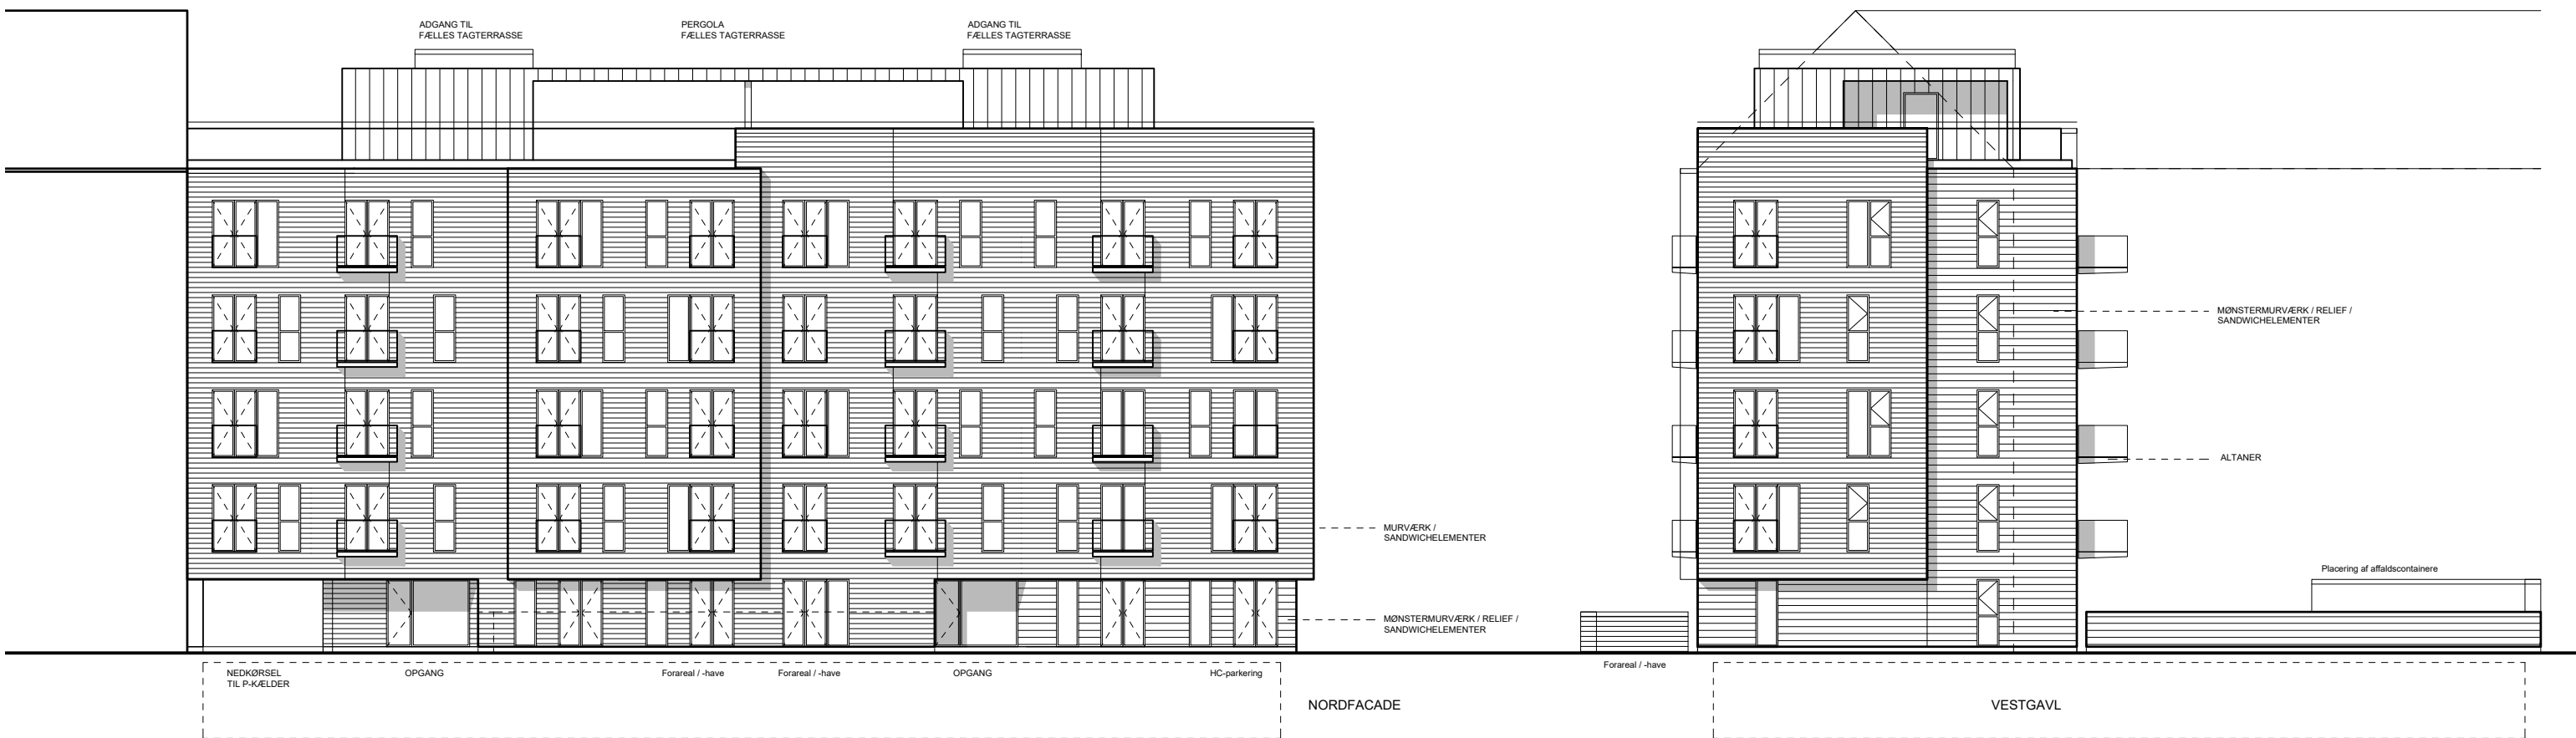 ADGANG TIL
FÆLLES TAGTERRASSE
PERGOLA
FÆLLES TAGTERRASSE
ADGANG TIL
FÆLLES TAGTERRASSE
MURVÆRK /
SANDWICHELEMENTER
MØNSTERMURVÆRK / RELIEF /
SANDWICHELEMENTER
NEDKØRSEL
TIL P-KÆLDER
OPGANG
Forareal / -have
Forareal / -have
OPGANG
HC-parkering
NORDFACADE
MØNSTERMURVÆRK / RELIEF /
SANDWICHELEMENTER
ALTANER
Placering af affaldscontainere
Forareal / -have
VESTGAVL